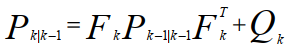 P_{k|k-1} = F_k P_{k-1|k-1} F_k^T + Q_k